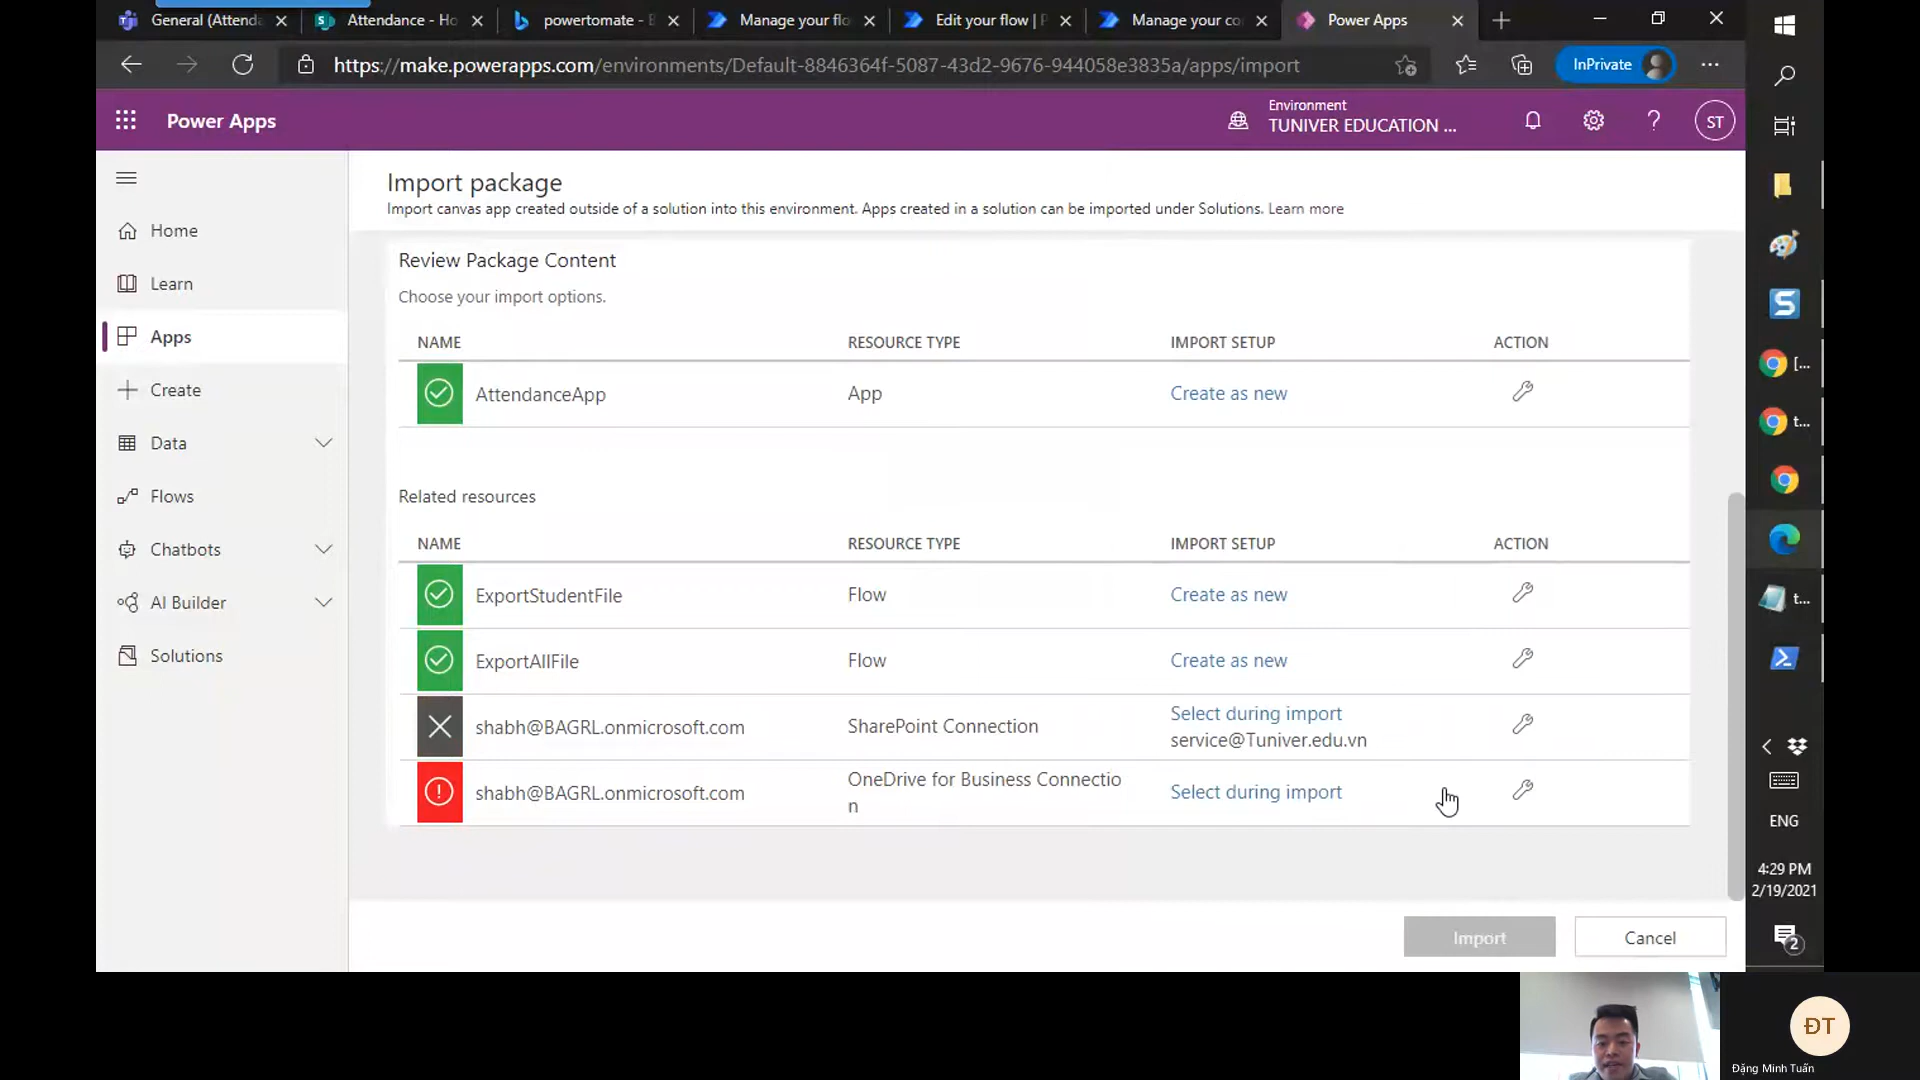 General (Attenda
Attendance - Ho
powertomate - B
Manage your flo
Edit your flow | P
Manage your co
Power Apps
https://make.powerapps.com/environments/Default-8846364f-5087-43d2-9676-944058e3835a/apps/import
InPrivate
Power Apps
Environment
TUNIVER EDUCATION ...
ST
Import package
Import canvas app created outside of a solution into this environment. Apps created in a solution can be imported under Solutions. Learn more
Home
Learn
Apps
Create
Data
Flows
Chatbots
AI Builder
Solutions
Review Package Content
Choose your import options.
NAME RESOURCE TYPE IMPORT SETUP ACTION
AttendanceApp App Create as new
Related resources
NAME RESOURCE TYPE IMPORT SETUP ACTION
ExportStudentFile Flow Create as new
ExportAllFile Flow Create as new
shabh@BAGRL.onmicrosoft.com SharePoint Connection Select during import
service@Tuniver.edu.vn
shabh@BAGRL.onmicrosoft.com OneDrive for Business Connectio Select during import
n
Import Cancel
[...
t...
t...
ENG
4:29 PM
2/19/2021
2
ĐT
Đặng Minh Tuấn